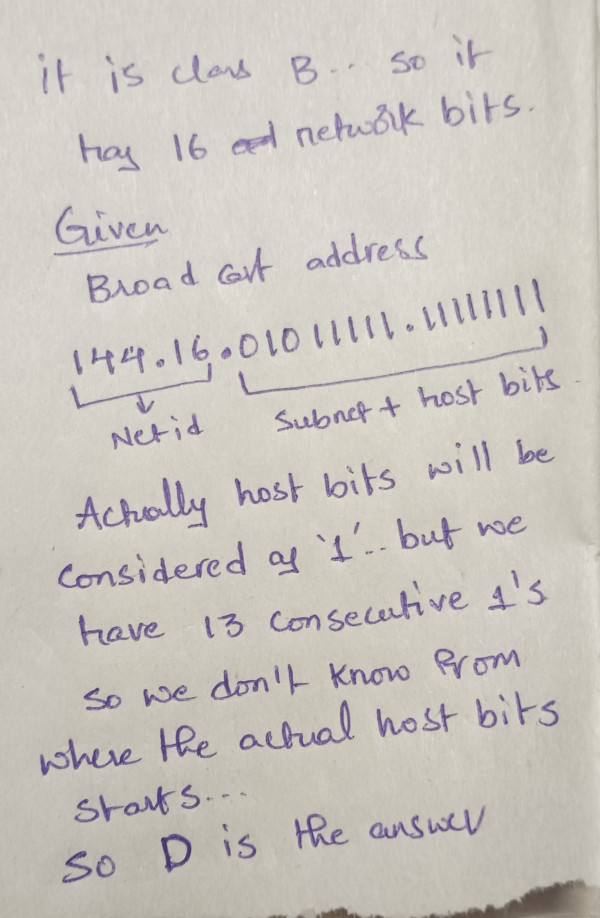 it is class B... so it
has 16 network bits.
Given
Broad cast address
144.16.01011111.11111111
Net id
Subnet + host bits
Actually host bits will be
considered as '1'.. but we
have 13 consecutive 1's
so we don't know from
where the actual host bits
starts...
So D is the answer